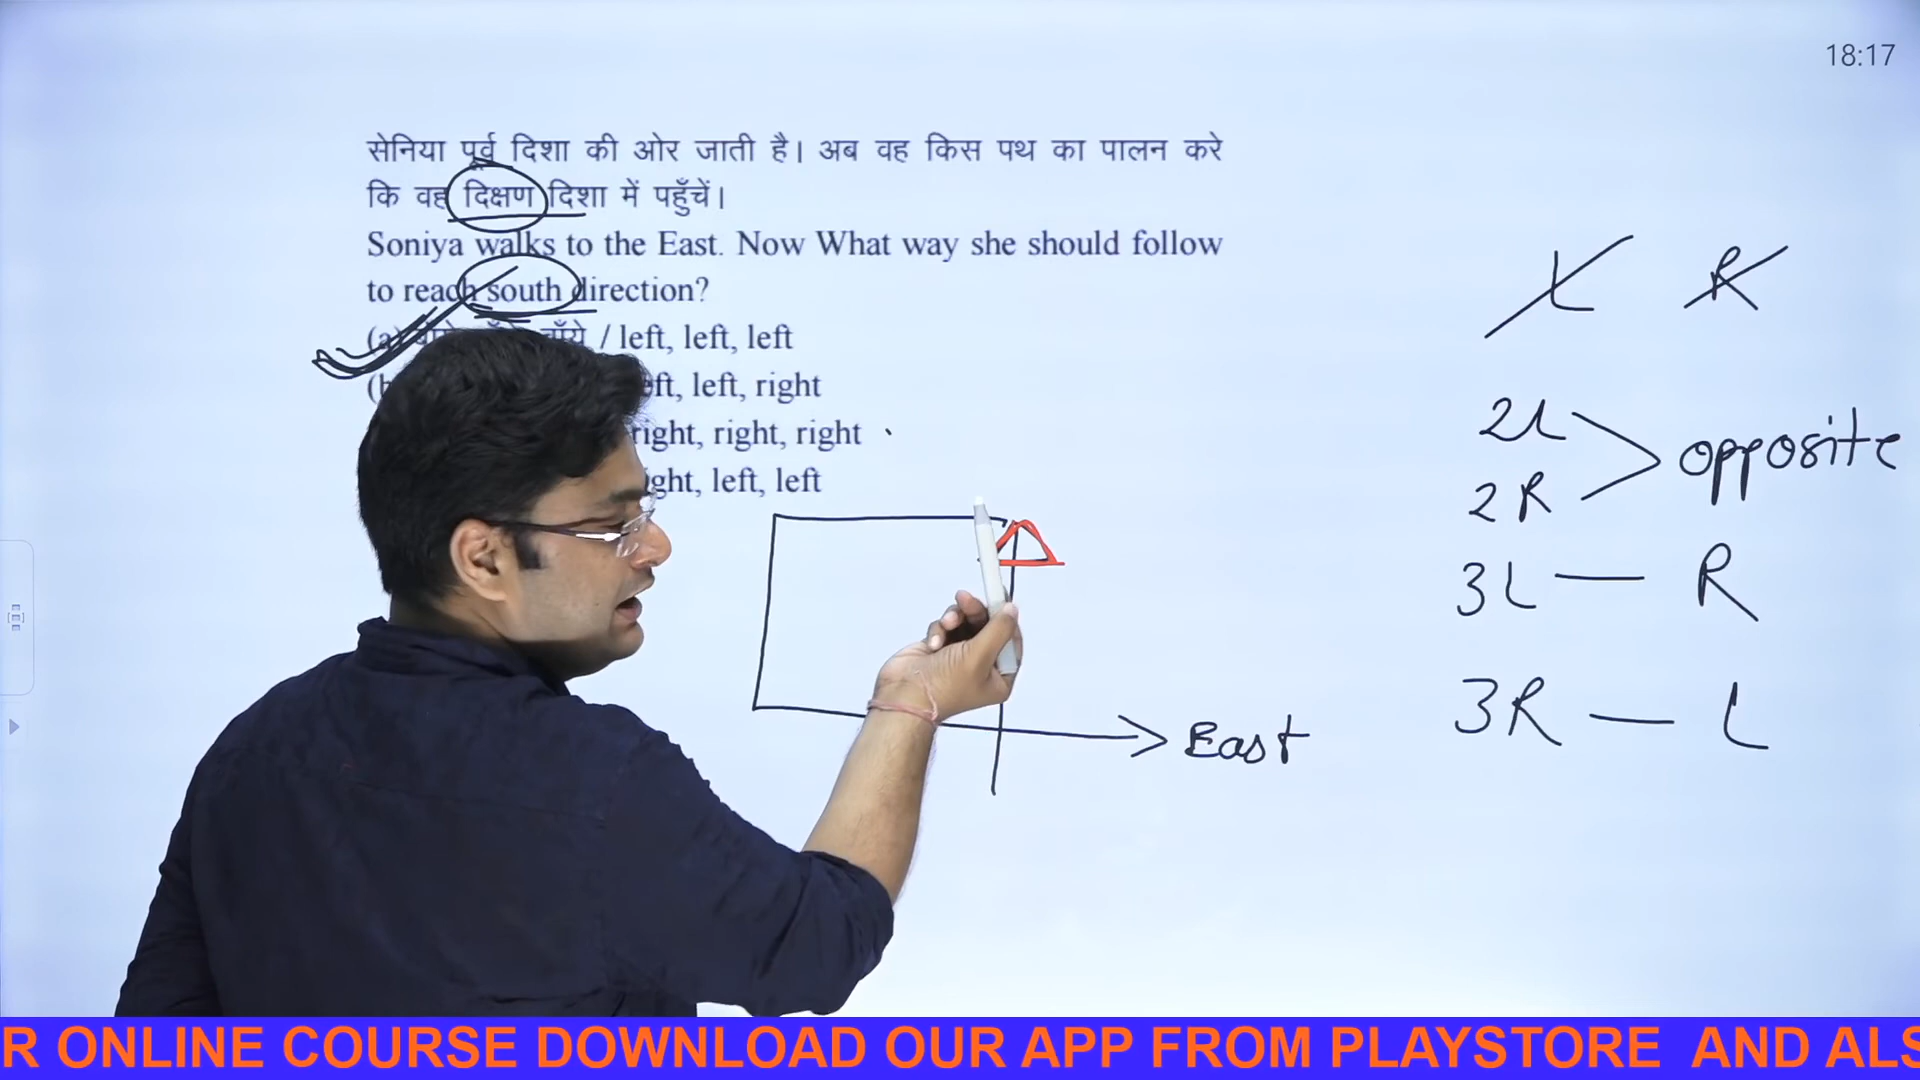 18:17
सेनिया पूर्व दिशा की ओर जाती है। अब वह किस पथ का पालन करे
कि वह दिक्षण दिशा में पहुँचें।
Soniya walks to the East. Now What way she should follow
to reach south direction?
(a) / left, left, left
left, right
right, right, right
left, left
L R
2L
2R
opposite
3L — R
3R — L
East
R ONLINE COURSE DOWNLOAD OUR APP FROM PLAYSTORE AND ALS